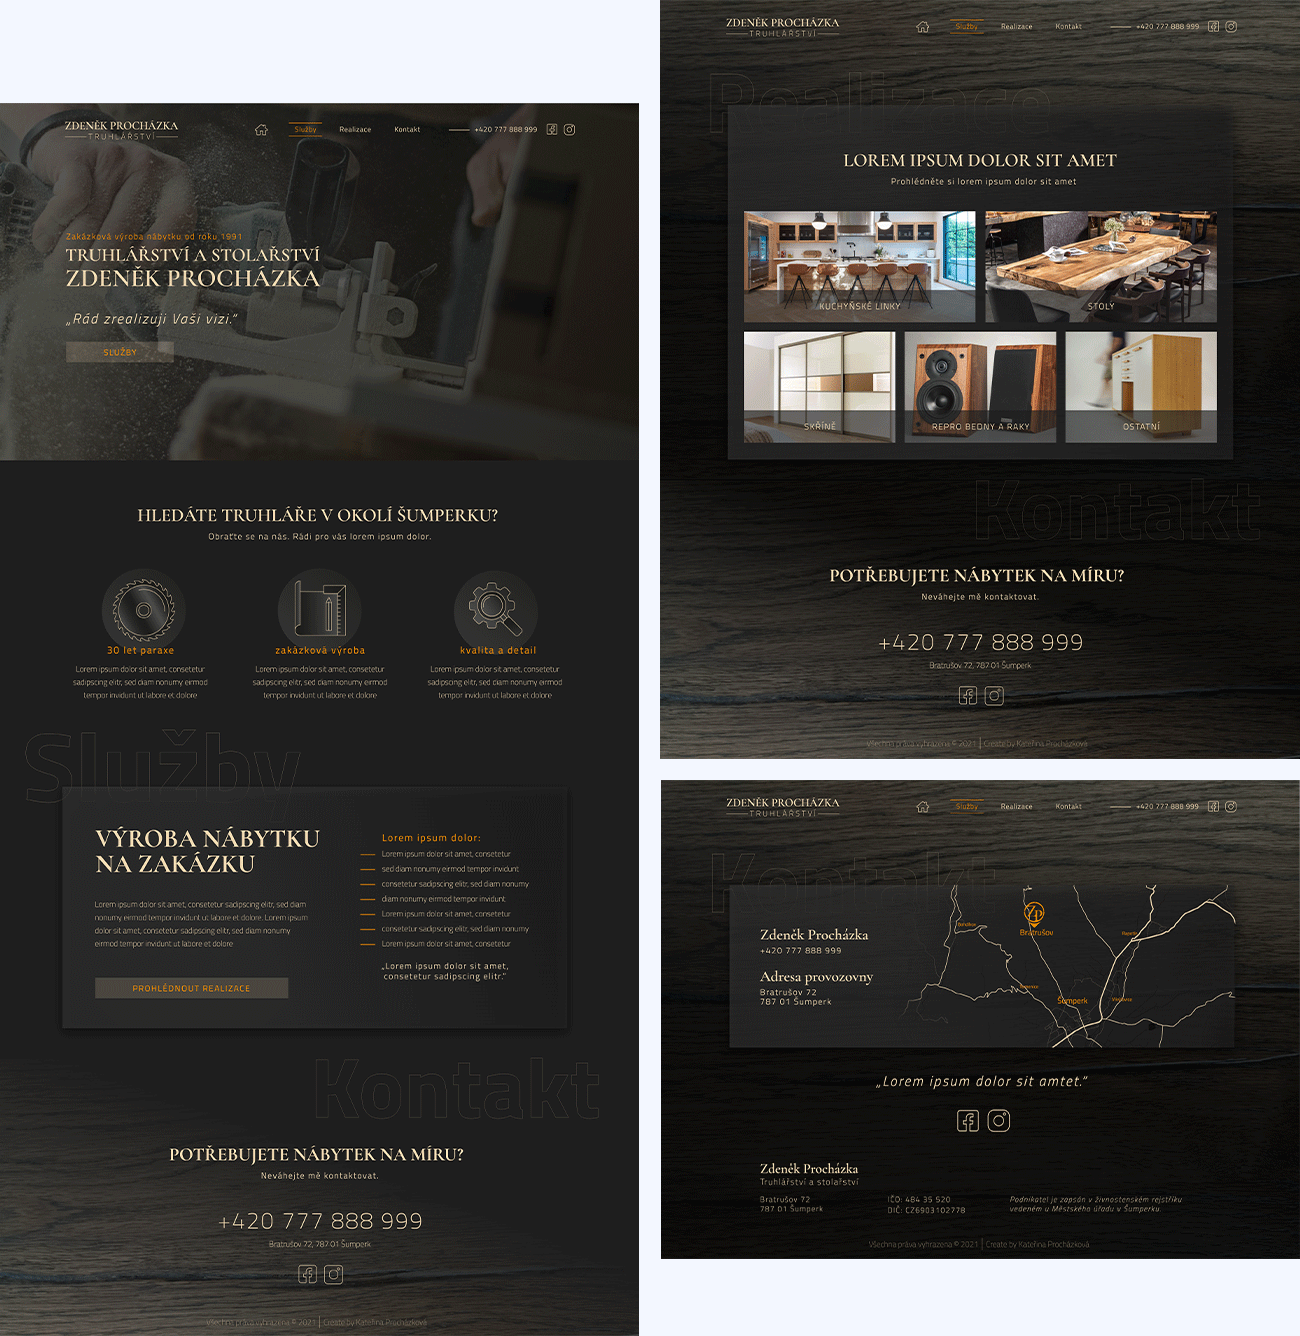 ZDENĚK PROCHÁZKA
TRUHLÁŘSTVÍ
Služby
Realizace
Kontakt
+420 777 888 999
Zakázková výroba nábytku od roku 1991
TRUHLÁŘSTVÍ A STOLAŘSTVÍ
ZDENĚK PROCHÁZKA
„Rád zrealizuji Vaši vizi.“
SLUŽBY
HLEDÁTE TRUHLÁŘE V OKOLÍ ŠUMPERKU?
Obraťte se na nás. Rádi pro vás lorem ipsum dolor.
30 let paraxe
Lorem ipsum dolor sit amet, consetetur
sadipscing elitr, sed diam nonumy eirmod
tempor invidunt ut labore et dolore
zakázková výroba
Lorem ipsum dolor sit amet, consetetur
sadipscing elitr, sed diam nonumy eirmod
tempor invidunt ut labore et dolore
kvalita a detail
Lorem ipsum dolor sit amet, consetetur
sadipscing elitr, sed diam nonumy eirmod
tempor invidunt ut labore et dolore
Služby
VÝROBA NÁBYTKU
NA ZAKÁZKU
Lorem ipsum dolor sit amet, consetetur sadipscing elitr, sed diam
nonumy eirmod tempor invidunt ut labore et dolore. Lorem ipsum
dolor sit amet, consetetur sadipscing elitr, sed diam nonumy
eirmod tempor invidunt ut labore et dolore
PROHLÉDNOUT REALIZACE
Lorem ipsum dolor:
Lorem ipsum dolor sit amet, consetetur
sed diam nonumy eirmod tempor invidunt
consetetur sadipscing elitr, sed diam nonumy
diam nonumy eirmod tempor invidunt
Lorem ipsum dolor sit amet, consetetur
consetetur sadipscing elitr, sed diam nonumy
Lorem ipsum dolor sit amet, consetetur
„Lorem ipsum dolor sit amet,
consetetur sadipscing elitr.“
Kontakt
POTŘEBUJETE NÁBYTEK NA MÍRU?
Neváhejte mě kontaktovat.
+420 777 888 999
Bratrušov 72, 787 01 Šumperk
Všechna práva vyhrazena © 2021 | Create by Kateřina Procházková
ZDENĚK PROCHÁZKA
TRUHLÁŘSTVÍ
Služby
Realizace
Kontakt
+420 777 888 999
Realizace
LOREM IPSUM DOLOR SIT AMET
Prohlédněte si lorem ipsum dolor sit amet
KUCHYŇSKÉ LINKY
STOLY
SKŘÍNĚ
REPRO BEDNY A RAKY
OSTATNÍ
Kontakt
POTŘEBUJETE NÁBYTEK NA MÍRU?
Neváhejte mě kontaktovat.
+420 777 888 999
Bratrušov 72, 787 01 Šumperk
Všechna práva vyhrazena © 2021 | Create by Kateřina Procházková
ZDENĚK PROCHÁZKA
TRUHLÁŘSTVÍ
Služby
Realizace
Kontakt
+420 777 888 999
Kontakt
Zdeněk Procházka
+420 777 888 999
Adresa provozovny
Bratrušov 72
787 01 Šumperk
ZP
Bratrušov
Šumperk
„Lorem ipsum dolor sit amtet.“
Zdeněk Procházka
Truhlářství a stolařství
Bratrušov 72
787 01 Šumperk
IČO: 484 35 520
DIČ: CZ6903102778
Podnikatel je zapsán v živnostenském rejstříku
vedeném u Městského úřadu v Šumperku.
Všechna práva vyhrazena © 2021 | Create by Kateřina Procházková